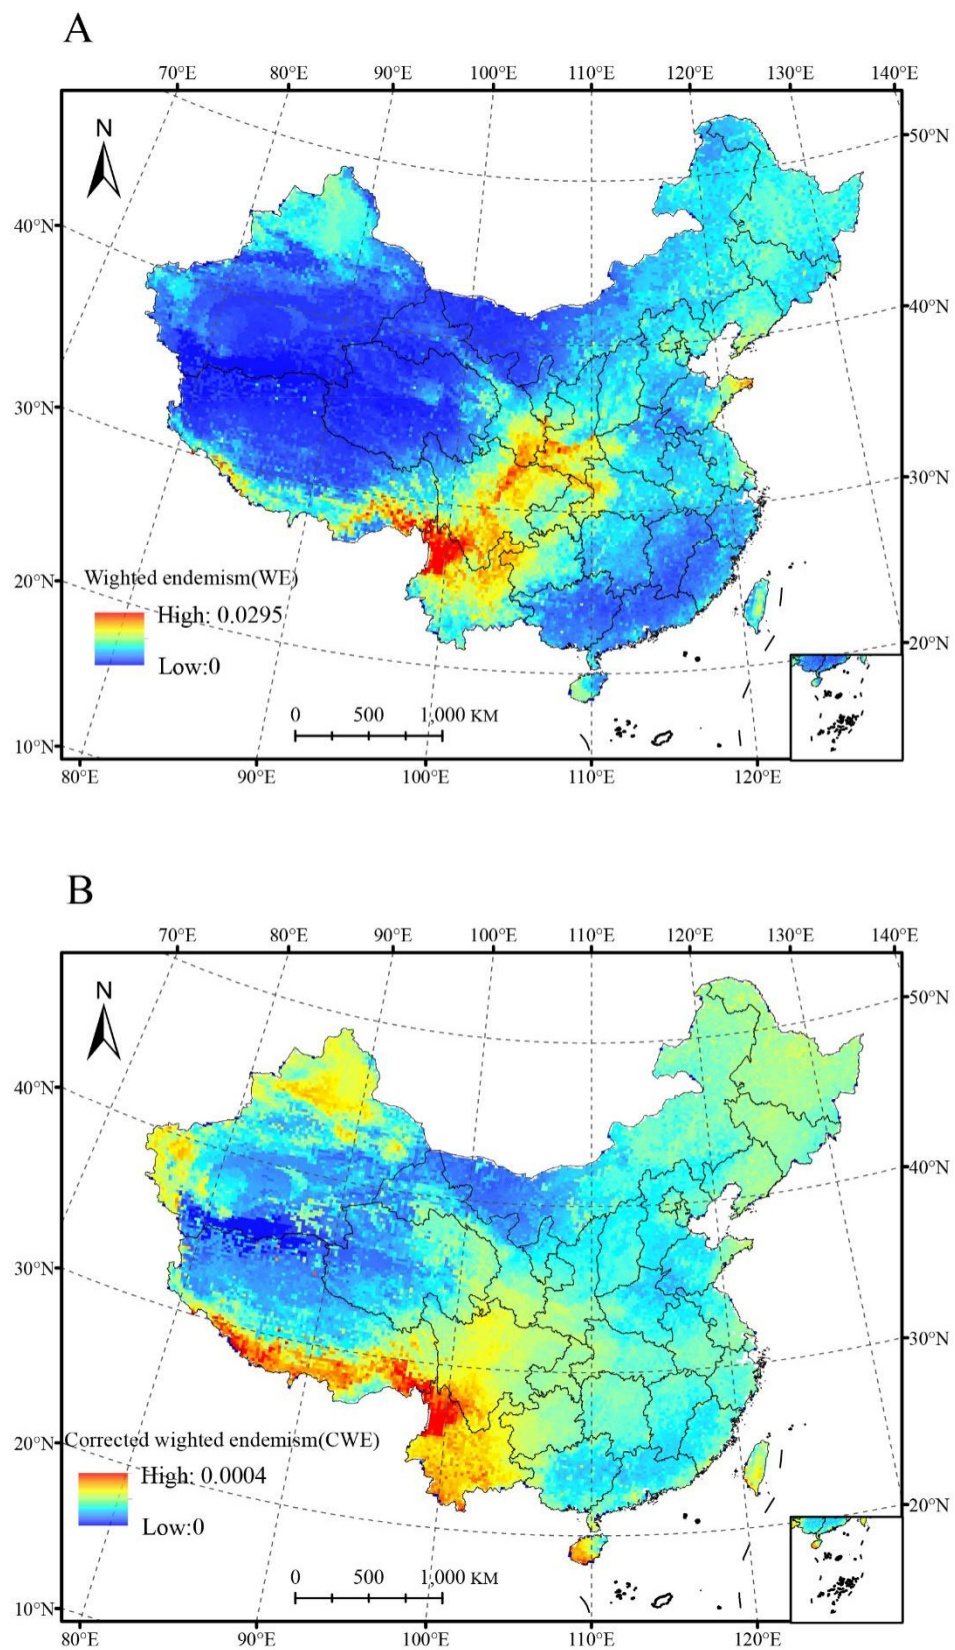 A
70°E 80°E 90°E 100°E 110°E 120°E 130°E 140°E
N
50°N
40°N
40°N
30°N
30°N
20°N
Wighted endemism(WE)
High: 0.0295
Low:0
20°N
0 500 1,000 KM
10°N
80°E 90°E 100°E 110°E 120°E
B
70°E 80°E 90°E 100°E 110°E 120°E 130°E 140°E
N
50°N
40°N
40°N
30°N
30°N
20°N
Corrected wighted endemism(CWE)
High: 0.0004
Low:0
20°N
0 500 1,000 KM
10°N
80°E 90°E 100°E 110°E 120°E